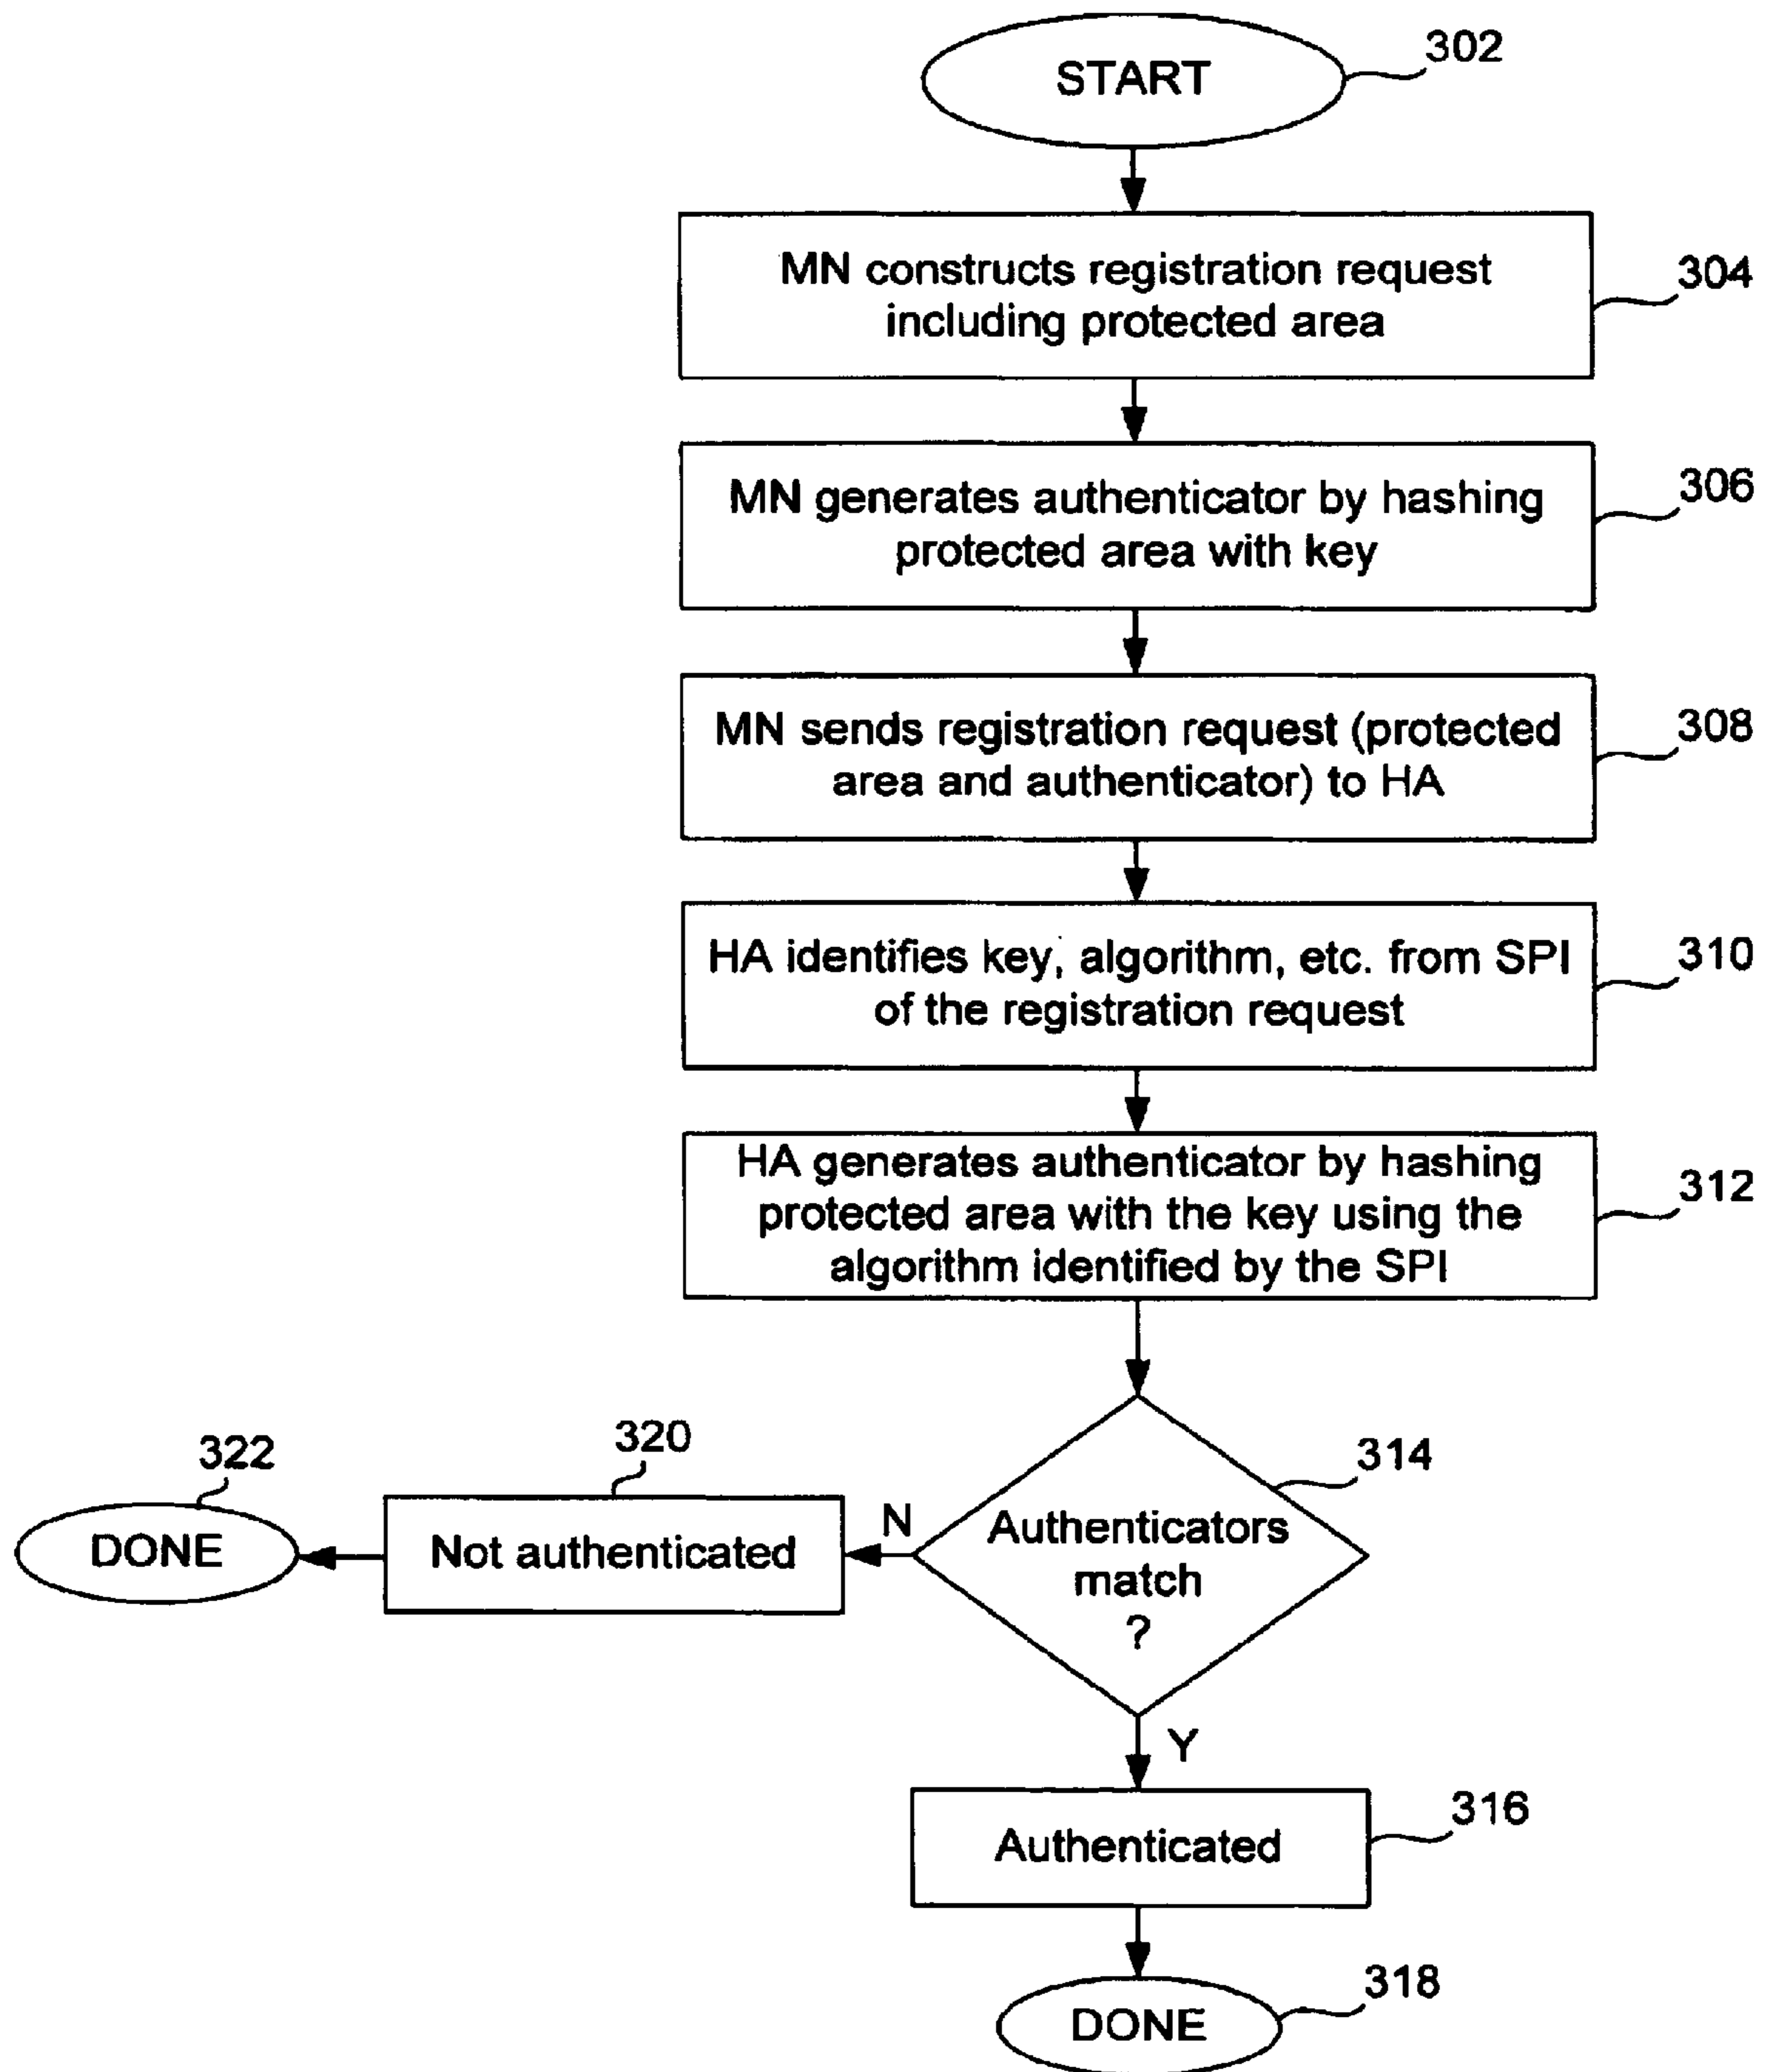 START
302
MN constructs registration request
including protected area
304
MN generates authenticator by hashing
protected area with key
306
MN sends registration request (protected
area and authenticator) to HA
308
HA identifies key, algorithm, etc. from SPI
of the registration request
310
HA generates authenticator by hashing
protected area with the key using the
algorithm identified by the SPI
312
314
Authenticators
match
?
N
320
Not authenticated
322
DONE
Y
Authenticated
316
DONE
318